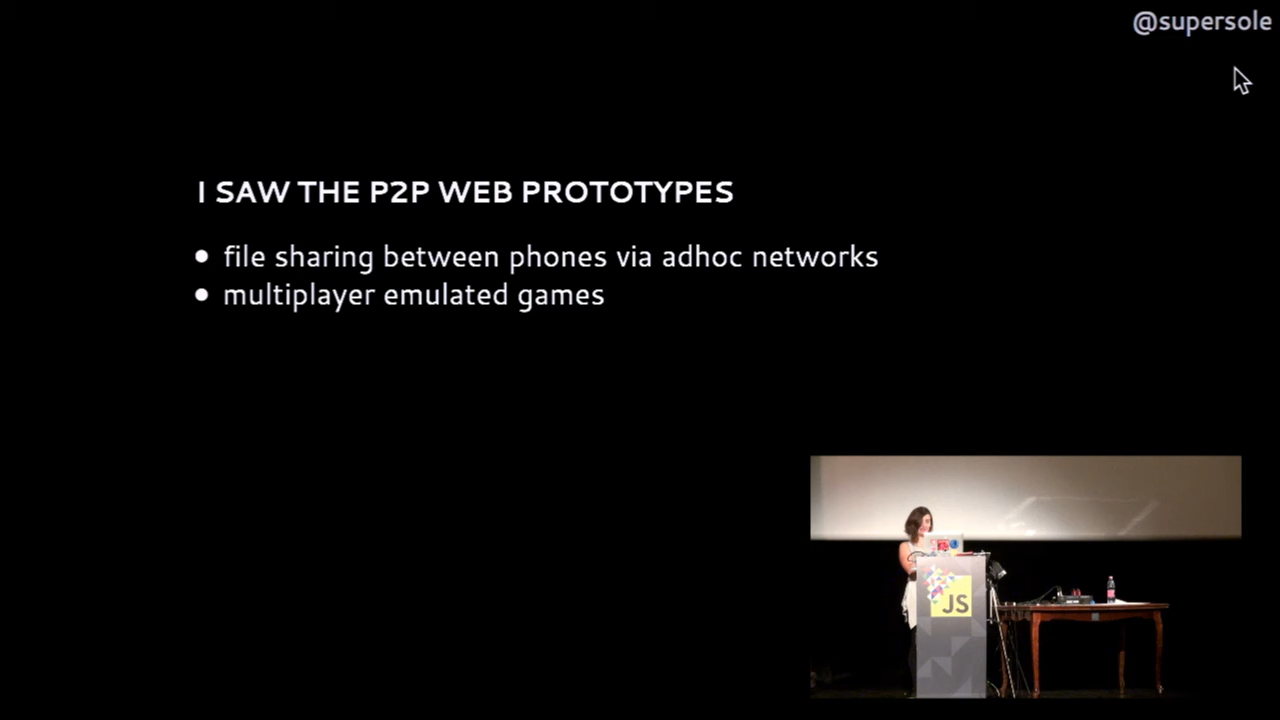 @supersole
I SAW THE P2P WEB PROTOTYPES
• file sharing between phones via adhoc networks
• multiplayer emulated games
JS